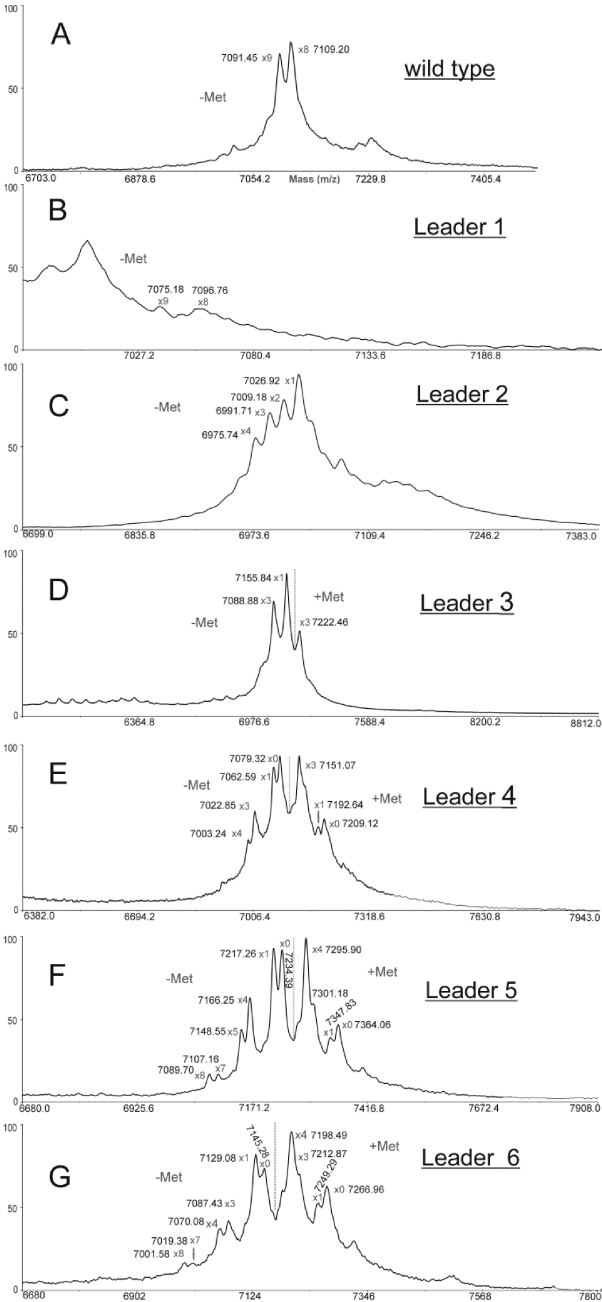 A
wild type
7091.45 x9
x8 7109.20
-Met
100
50
0
6703.0 6878.6 7054.2 Mass (m/z) 7229.8 7405.4
B
Leader 1
-Met
7075.18 7096.76
x9 x8
100
50
0
7027.2 7080.4 7133.6 7186.8
C
Leader 2
-Met
7026.92 x1
7009.18 x2
6991.71 x3
6975.74 x4
100
50
0
6699.0 6835.8 6973.6 7109.4 7246.2 7383.0
D
Leader 3
7155.84 x1
+Met
7088.88 x3
-Met
x3 7222.46
100
50
0
6364.8 6976.6 7588.4 8200.2 8812.0
E
Leader 4
7079.32 x0
7062.59 x1
-Met
x3 7151.07
+Met
7022.85 x3
x1 7192.64
x0 7209.12
7003.24 x4
100
50
0
6382.0 6694.2 7006.4 7318.6 7630.8 7943.0
F
Leader 5
7217.26 x1
x0
7234.39
x4 7295.90
-Met
+Met
7166.25 x4
7301.18
7347.83
7148.55 x5
x1
x0 7364.06
7107.16
7089.70 x8 x7
100
50
0
6680.0 6925.6 7171.2 7416.8 7672.4 7908.0
G
Leader 6
7145.28
x4 7198.49
+Met
7129.08 x1
x0
x3 7212.87
-Met
7249.29
7087.43 x3
x1
x0 7266.96
7070.08 x4
7019.38 x7
7001.58 x8
100
50
0
6680 6902 7124 7346 7568 7800